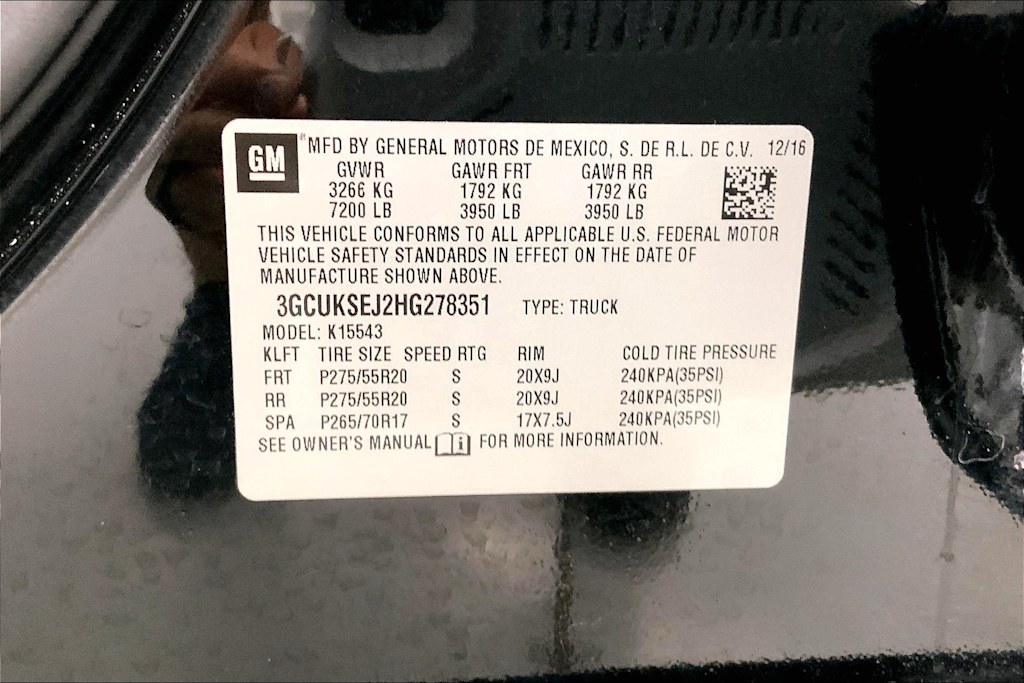 GM ® MFD BY GENERAL MOTORS DE MEXICO, S. DE R.L. DE C.V. 12/16
GVWR GAWR FRT GAWR RR
3266 KG 1792 KG 1792 KG
7200 LB 3950 LB 3950 LB
THIS VEHICLE CONFORMS TO ALL APPLICABLE U.S. FEDERAL MOTOR
VEHICLE SAFETY STANDARDS IN EFFECT ON THE DATE OF
MANUFACTURE SHOWN ABOVE.
3GCUKSEJ2HG278351 TYPE: TRUCK
MODEL: K15543
KLFT TIRE SIZE SPEED RTG RIM COLD TIRE PRESSURE
FRT P275/55R20 S 20X9J 240KPA(35PSI)
RR P275/55R20 S 20X9J 240KPA(35PSI)
SPA P265/70R17 S 17X7.5J 240KPA(35PSI)
SEE OWNER'S MANUAL i FOR MORE INFORMATION.